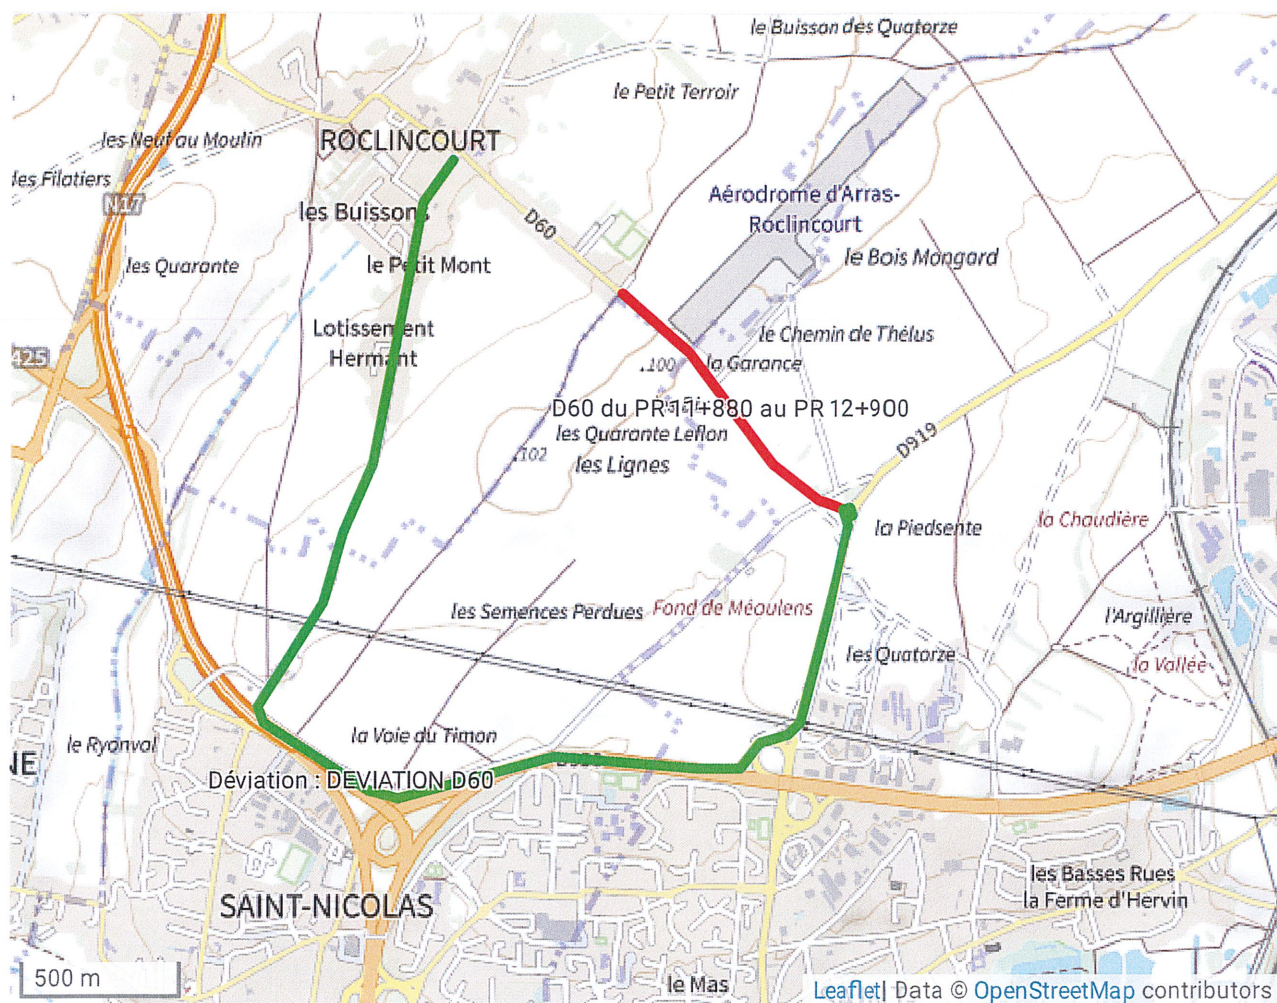 le Buisson des Quatorze
le Petit Terroir
les Neuf au Moulin
ROCLINCOURT
les Filatiers
N17
Aérodrome d'Arras-
Roclincourt
les Buissons
D60
le Bois Mongard
les Quarante
le Petit Mont
Lotissement
Hermant
le Chemin de Thélus
425
.100
la Garance
D60 du PR 11+880 au PR 12+900
les Quarante Leflon
D919
.102
les Lignes
la Chaudière
la Piedsente
les Semences Perdues
Fond de Méaulens
l'Argillière
les Quatorze
la Vallée
la Voie du Timon
le Ryonval
NE
Déviation : DEVIATION D60
les Basses Rues
la Ferme d'Hervin
SAINT-NICOLAS
500 m
le Mas
Leaflet| Data © OpenStreetMap contributors